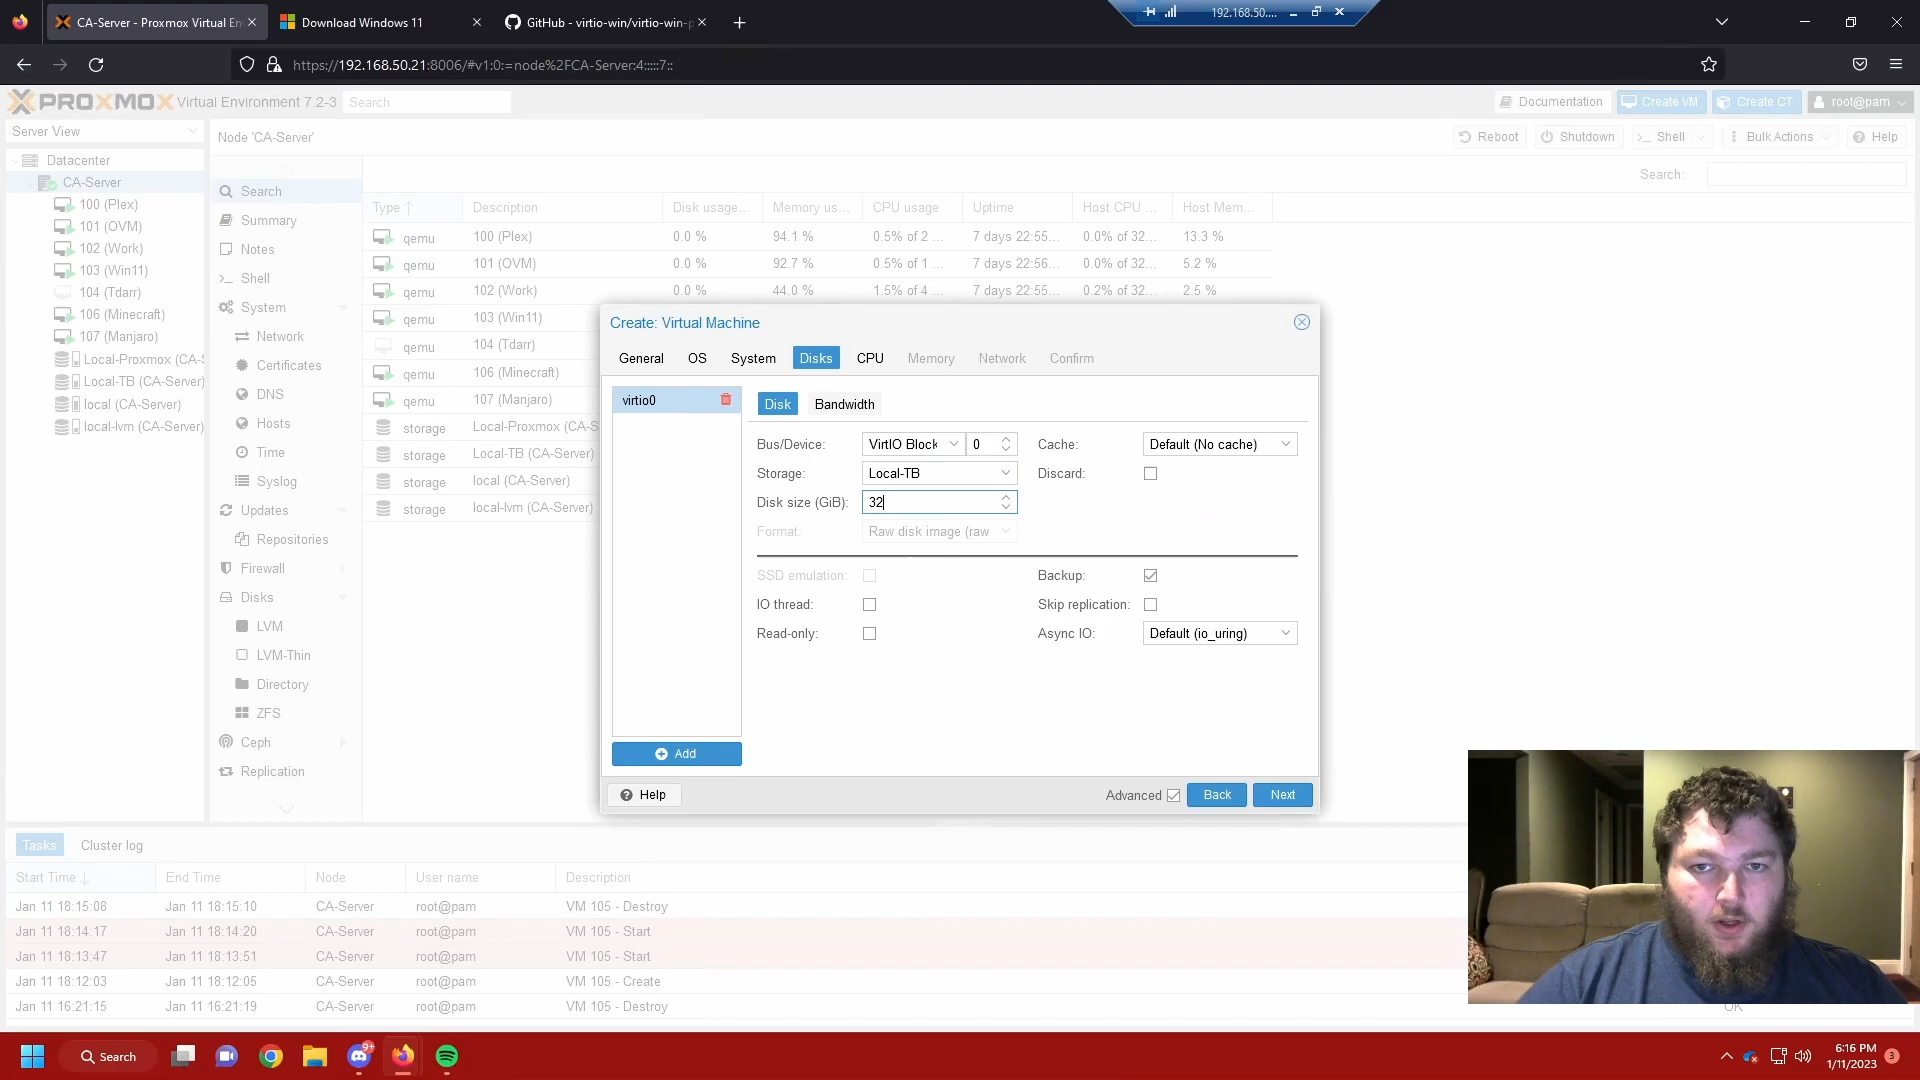 CA-Server - Proxmox Virtual En
Download Windows 11
GitHub - virtio-win/virtio-win-p
192.168.50....
https://192.168.50.21:8006/#v1:0:=node%2FCA-Server:4:::::7::
PROXMOX Virtual Environment 7.2-3
Search
Documentation
Create VM
Create CT
root@pam
Server View
Node 'CA-Server'
Reboot
Shutdown
Shell
Bulk Actions
Help
Datacenter
CA-Server
100 (Plex)
101 (OVM)
102 (Work)
103 (Win11)
104 (Tdarr)
106 (Minecraft)
107 (Manjaro)
Local-Proxmox (CA-S
Local-TB (CA-Server)
local (CA-Server)
local-lvm (CA-Server)
Search
Summary
Notes
Shell
System
Network
Certificates
DNS
Hosts
Time
Syslog
Updates
Repositories
Firewall
Disks
LVM
LVM-Thin
Directory
ZFS
Ceph
Replication
Search:
Type Description Disk usage... Memory us... CPU usage Uptime Host CPU ... Host Mem...
qemu 100 (Plex) 0.0 % 94.1 % 0.5% of 2 ... 7 days 22:55... 0.0% of 32... 13.3 %
qemu 101 (OVM) 0.0 % 92.7 % 0.5% of 1 ... 7 days 22:56... 0.0% of 32... 5.2 %
qemu 102 (Work) 0.0 % 44.0 % 1.5% of 4 ... 7 days 22:55... 0.2% of 32... 2.5 %
qemu 103 (Win11)
qemu 104 (Tdarr)
qemu 106 (Minecraft)
qemu 107 (Manjaro)
storage Local-Proxmox (CA-S
storage Local-TB (CA-Server)
storage local (CA-Server)
storage local-lvm (CA-Server)
Create: Virtual Machine
General OS System Disks CPU Memory Network Confirm
virtio0
Disk Bandwidth
Bus/Device: VirtIO Block 0 Cache: Default (No cache)
Storage: Local-TB Discard:
Disk size (GiB): 32
Format: Raw disk image (raw
SSD emulation: Backup:
IO thread: Skip replication:
Read-only: Async IO: Default (io_uring)
Add
Help
Advanced
Back
Next
Tasks
Cluster log
Start Time End Time Node User name Description
Jan 11 18:15:08 Jan 11 18:15:10 CA-Server root@pam VM 105 - Destroy
Jan 11 18:14:17 Jan 11 18:14:20 CA-Server root@pam VM 105 - Start
Jan 11 18:13:47 Jan 11 18:13:51 CA-Server root@pam VM 105 - Start
Jan 11 18:12:03 Jan 11 18:12:05 CA-Server root@pam VM 105 - Create
Jan 11 16:21:15 Jan 11 16:21:19 CA-Server root@pam VM 105 - Destroy OK
Search
9+
6:16 PM
1/11/2023
3